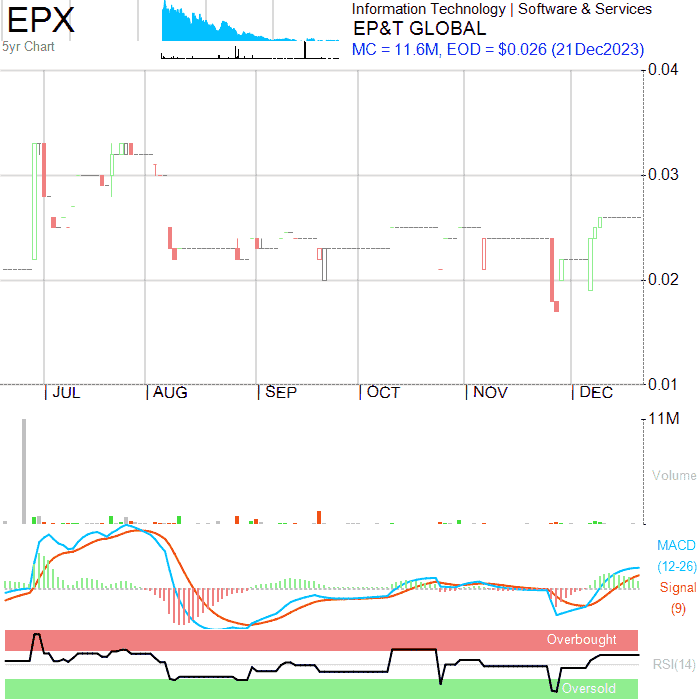 EPX
5yr Chart
Information Technology | Software & Services
EP&T GLOBAL
MC = 11.6M, EOD = $0.026 (21Dec2023)
0.04
0.03
0.02
0.01
JUL
AUG
SEP
OCT
NOV
DEC
11M
Volume
MACD
(12-26)
Signal
(9)
Overbought
RSI(14)
Oversold